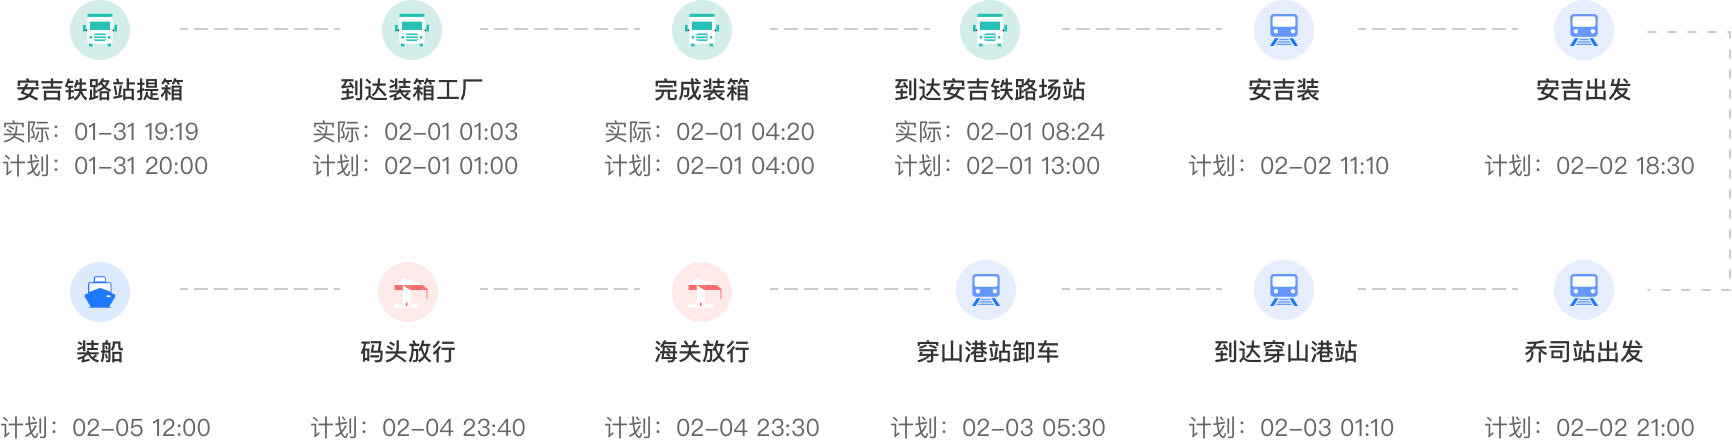 安吉铁路站提箱
实际：01-31 19:19
计划：01-31 20:00
到达装箱工厂
实际：02-01 01:03
计划：02-01 01:00
完成装箱
实际：02-01 04:20
计划：02-01 04:00
到达安吉铁路场站
实际：02-01 08:24
计划：02-01 13:00
安吉装
计划：02-02 11:10
安吉出发
计划：02-02 18:30
装船
计划：02-05 12:00
码头放行
计划：02-04 23:40
海关放行
计划：02-04 23:30
穿山港站卸车
计划：02-03 05:30
到达穿山港站
计划：02-03 01:10
乔司站出发
计划：02-02 21:00